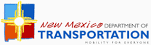 New Mexico DEPARTMENT OF
TRANSPORTATION
MOBILITY FOR EVERYONE